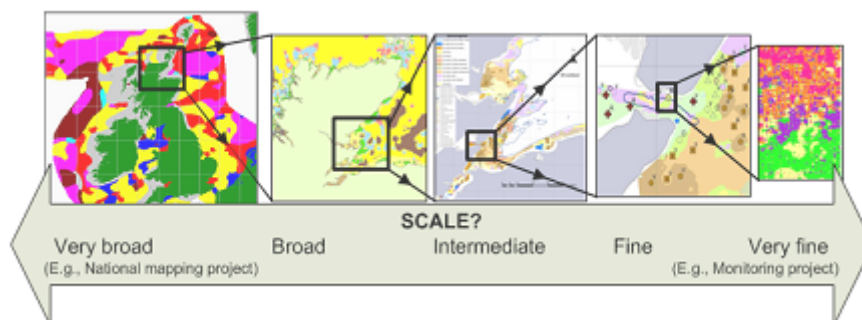 SCALE?
Very broad
Broad
Intermediate
Fine
Very fine
(E.g., National mapping project)
(E.g., Monitoring project)